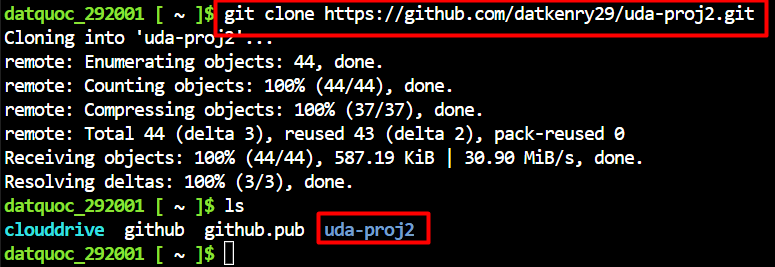 datquoc_292001 [ ~ ]$ git clone https://github.com/datkenry29/uda-proj2.git
Cloning into 'uda-proj2'...
remote: Enumerating objects: 44, done.
remote: Counting objects: 100% (44/44), done.
remote: Compressing objects: 100% (37/37), done.
remote: Total 44 (delta 3), reused 43 (delta 2), pack-reused 0
Receiving objects: 100% (44/44), 587.19 KiB | 30.90 MiB/s, done.
Resolving deltas: 100% (3/3), done.
datquoc_292001 [ ~ ]$ ls
clouddrive github github.pub uda-proj2
datquoc_292001 [ ~ ]$